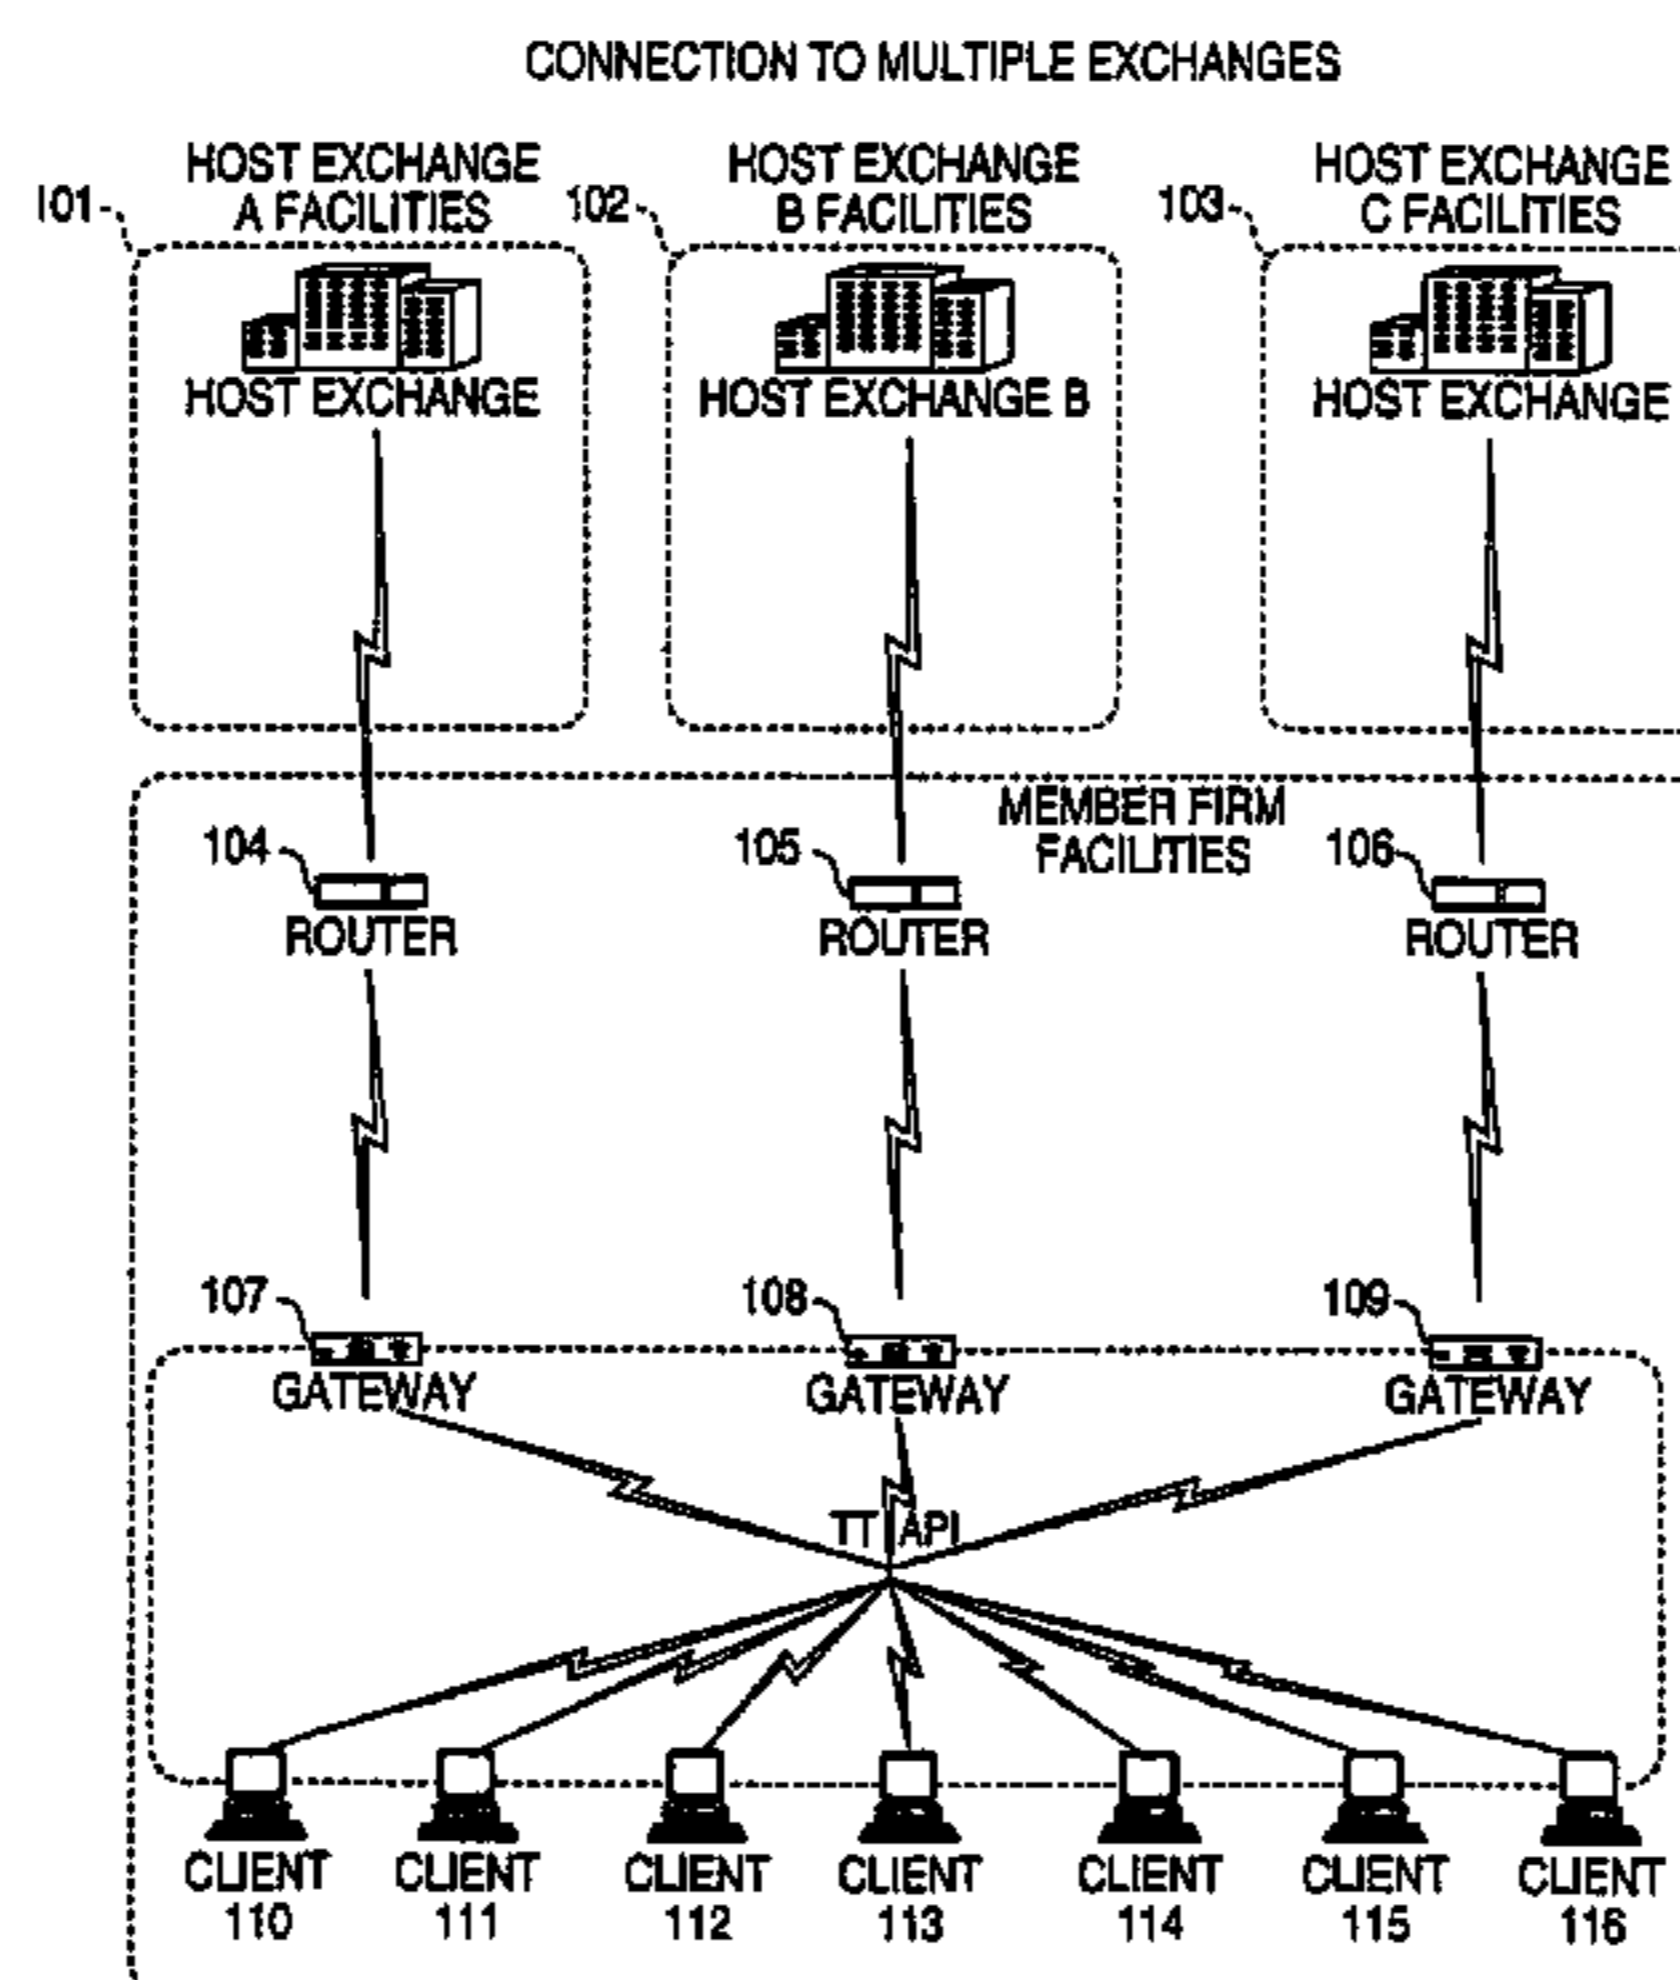 CONNECTION TO MULTIPLE EXCHANGES
HOST EXCHANGE
A FACILITIES
HOST EXCHANGE
B FACILITIES
HOST EXCHANGE
C FACILITIES
101
102
103
HOST EXCHANGE
HOST EXCHANGE B
HOST EXCHANGE
MEMBER FIRM
FACILITIES
104
105
106
ROUTER
ROUTER
ROUTER
107
108
109
GATEWAY
GATEWAY
GATEWAY
TT API
CLIENT
110
CLIENT
111
CLIENT
112
CLIENT
113
CLIENT
114
CLIENT
115
CLIENT
116